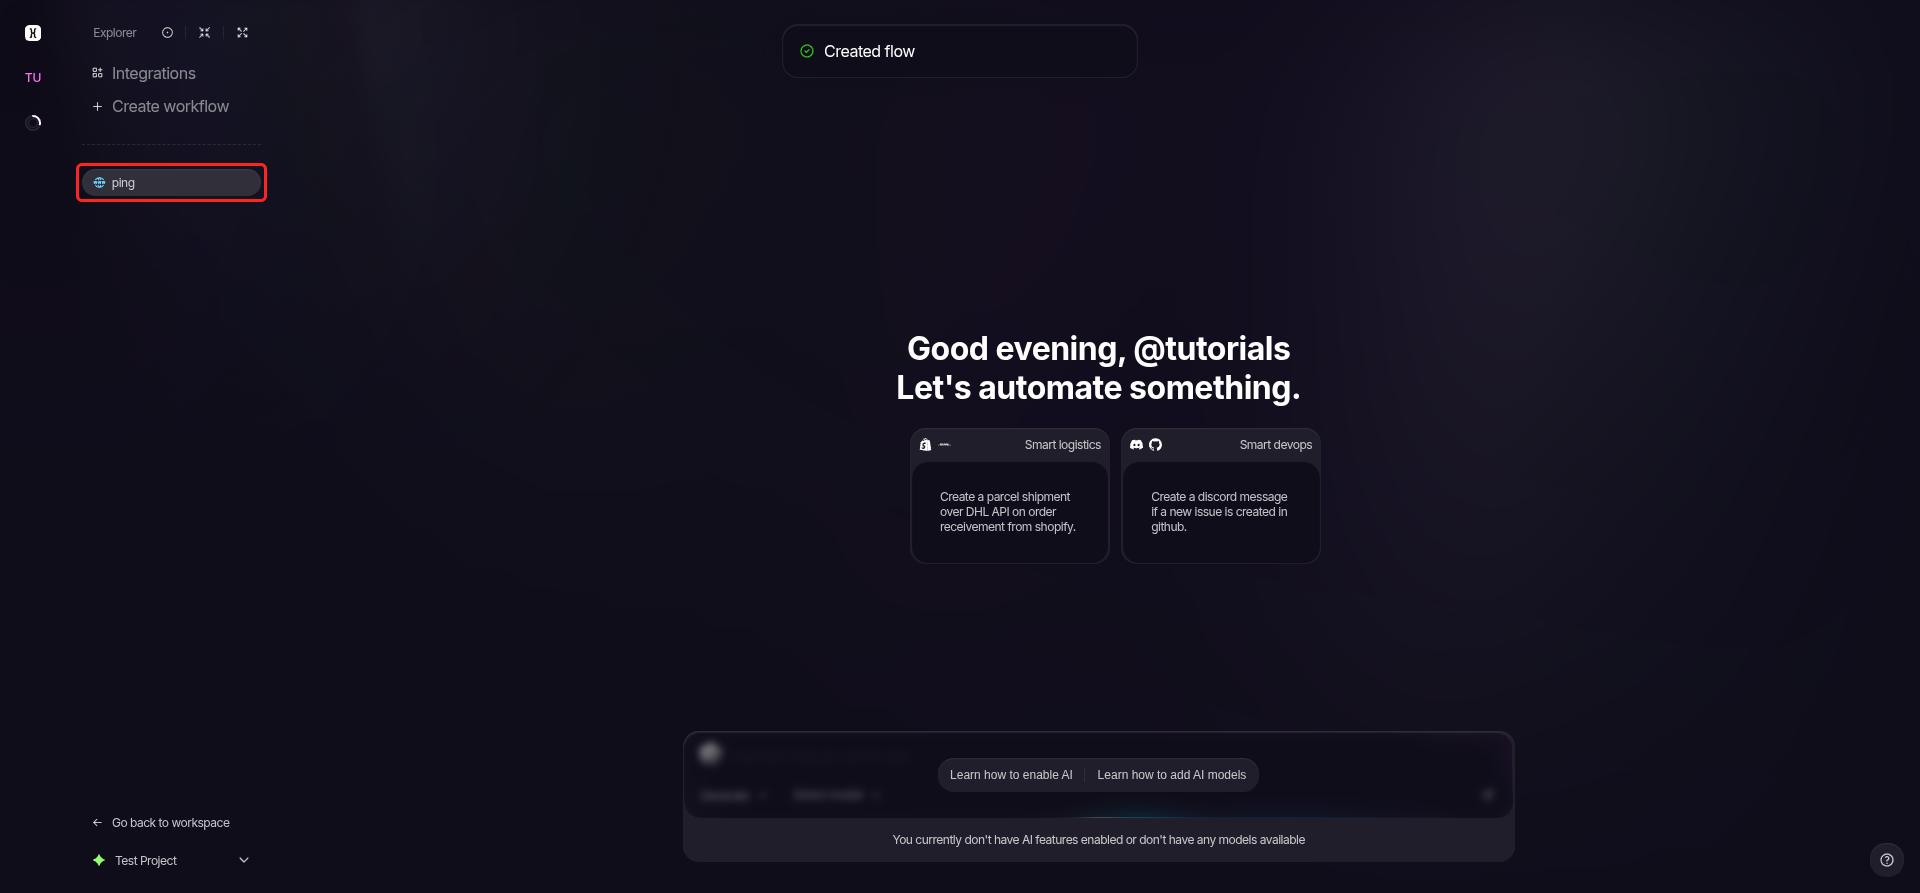 Explorer
Integrations
Create workflow
TU
ping
Created flow
Good evening, @tutorials
Let's automate something.
Smart logistics
Create a parcel shipment
over DHL API on order
receivement from shopify.
Smart devops
Create a discord message
if a new issue is created in
github.
Learn how to enable AI
Learn how to add AI models
You currently don't have AI features enabled or don't have any models available
Go back to workspace
Test Project